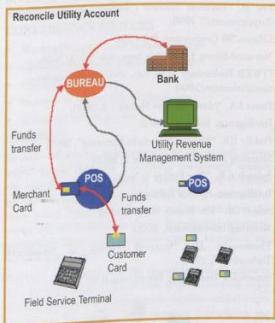 Reconcile Utility Account
BUREAU
Bank
Funds
transfer
Utility Revenue
Management System
POS
POS
Merchant
Card
Funds
transfer
Customer
Card
Field Service Terminal